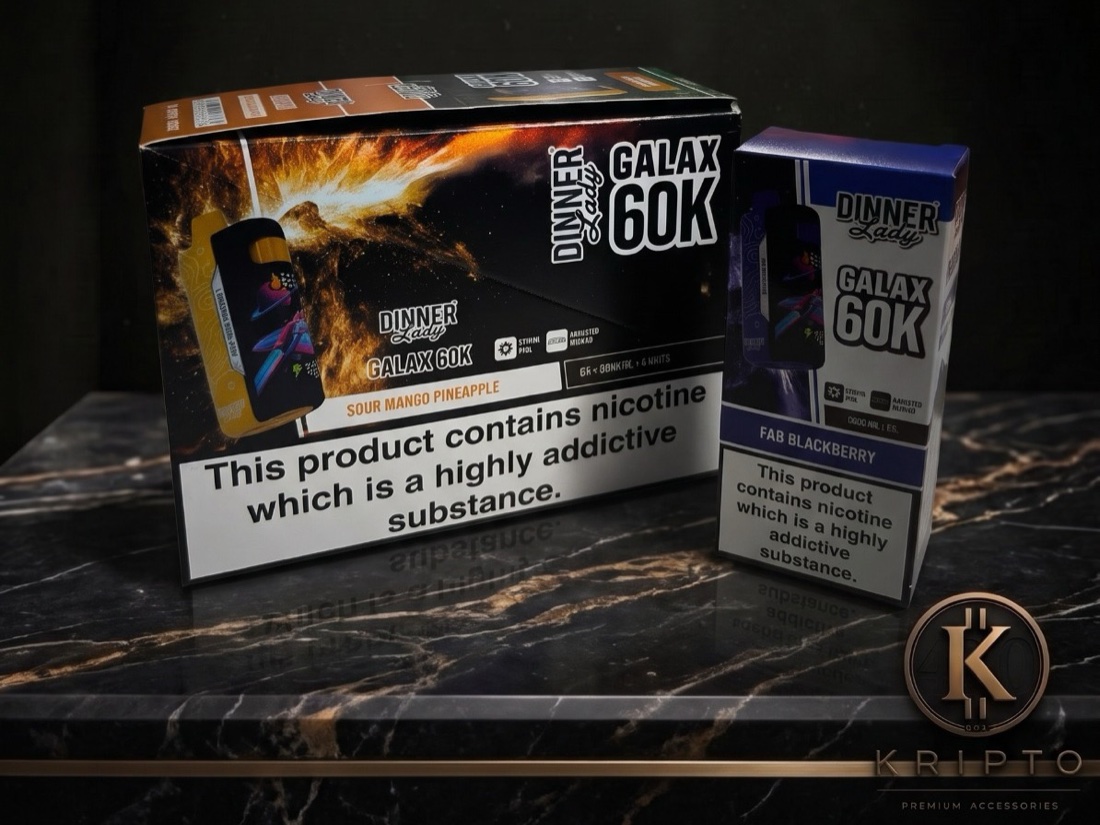 DINNER
Lady
GALAX
60K
DINNER
Lady
GALAX 60K
SOUR MANGO PINEAPPLE
This product contains nicotine
which is a highly addictive
substance.
DINNER
Lady
GALAX
60K
FAB BLACKBERRY
This product
contains nicotine
which is a highly
addictive
substance.
K
KRIPTO
PREMIUM ACCESSORIES